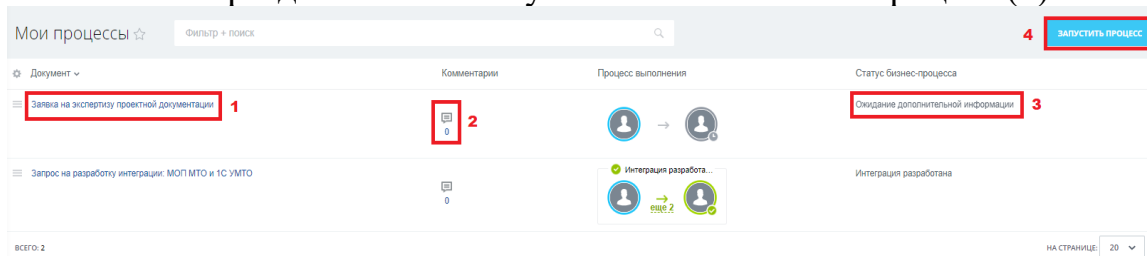 Мои процессы
Фильтр + поиск
4
ЗАПУСТИТЬ ПРОЦЕСС
Документ
Комментарии
Процесс выполнения
Статус бизнес-процесса
Заявка на экспертизу проектной документации
1
0
2
Ожидание дополнительной информации
3
Запрос на разработку интеграции: МОП МТО и 1С УМТО
0
Интеграция разработа...
еще 2
Интеграция разработана
ВСЕГО: 2
НА СТРАНИЦЕ: 20